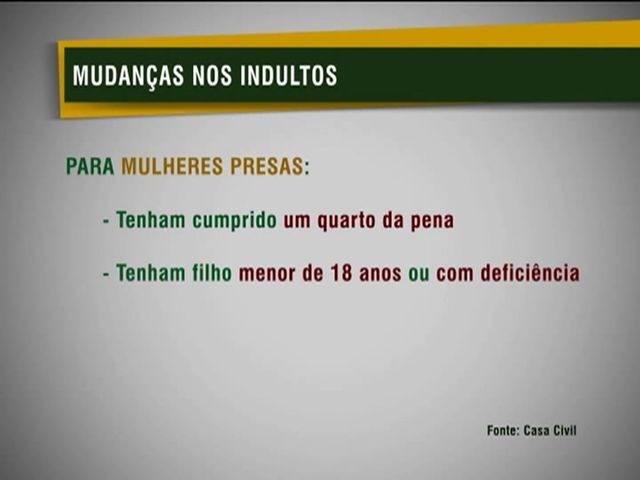 MUDANÇAS NOS INDULTOS
PARA MULHERES PRESAS:
- Tenham cumprido um quarto da pena
- Tenham filho menor de 18 anos ou com deficiência
Fonte: Casa Civil